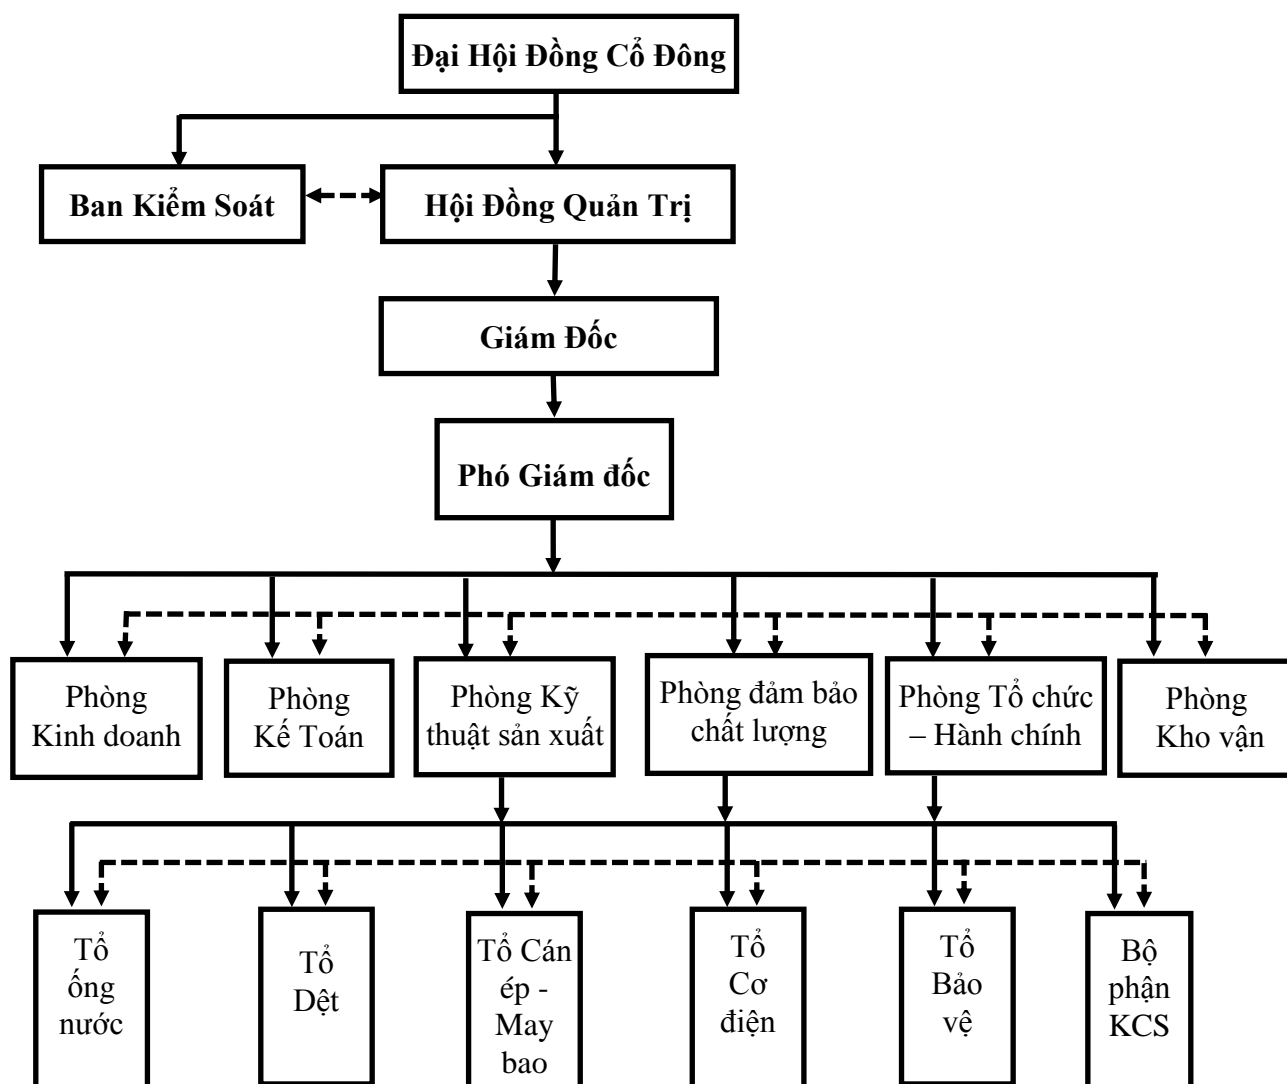 Đại Hội Đồng Cổ Đông
Ban Kiểm Soát
Hội Đồng Quản Trị
Giám Đốc
Phó Giám đốc
Phòng
Kinh doanh
Phòng
Kế Toán
Phòng Kỹ
thuật sản xuất
Phòng đảm bảo
chất lượng
Phòng Tổ chức
– Hành chính
Phòng
Kho vận
Tổ
ống
nước
Tổ
Dệt
Tổ Cán
ép -
May
bao
Tổ
Cơ
điện
Tổ
Bảo
vệ
Bộ
phận
KCS